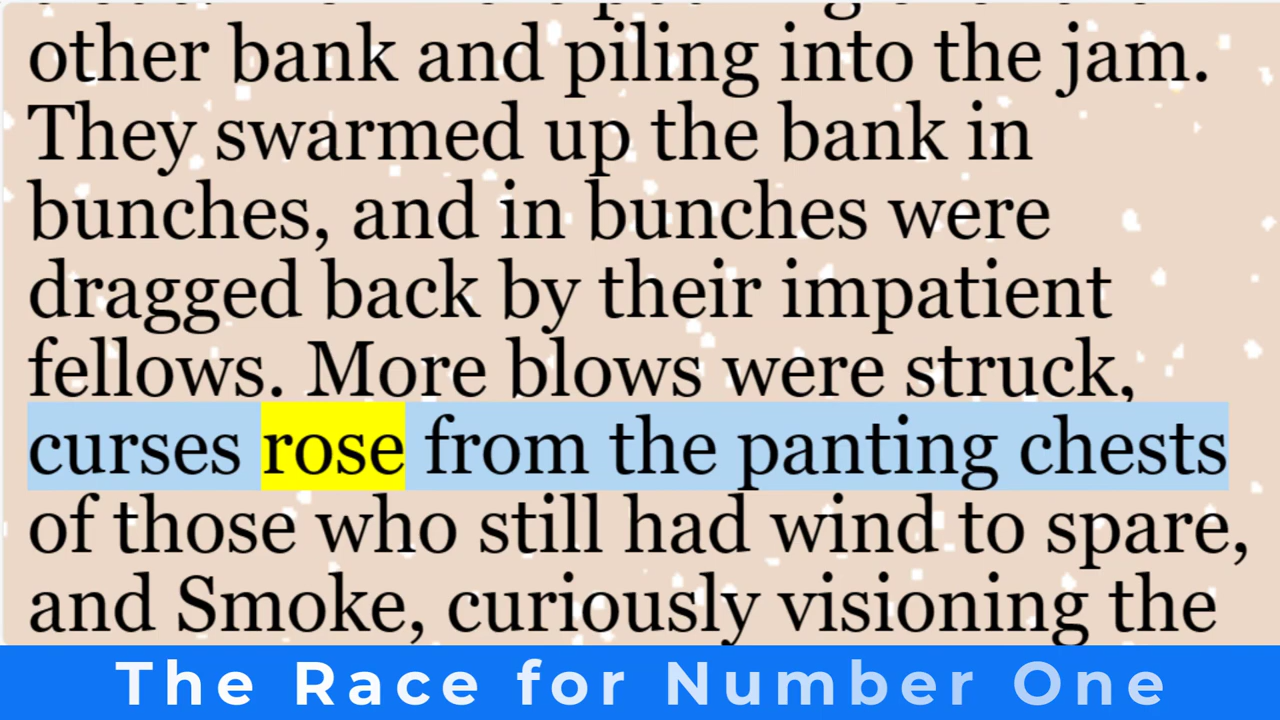 other bank and piling into the jam.
They swarmed up the bank in
bunches, and in bunches were
dragged back by their impatient
fellows. More blows were struck,
curses rose from the panting chests
of those who still had wind to spare,
and Smoke, curiously visioning the
The Race for Number One